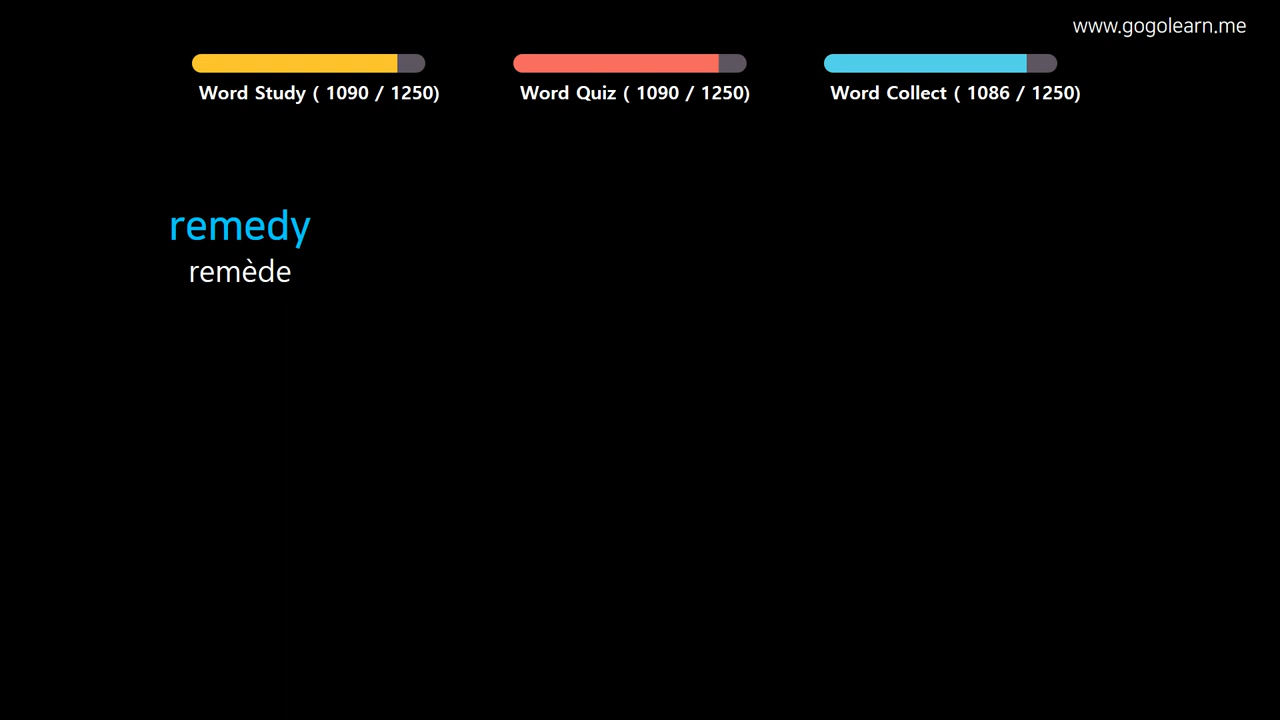 www.gogolearn.me
Word Study ( 1090 / 1250)
Word Quiz ( 1090 / 1250)
Word Collect ( 1086 / 1250)
remedy
remède